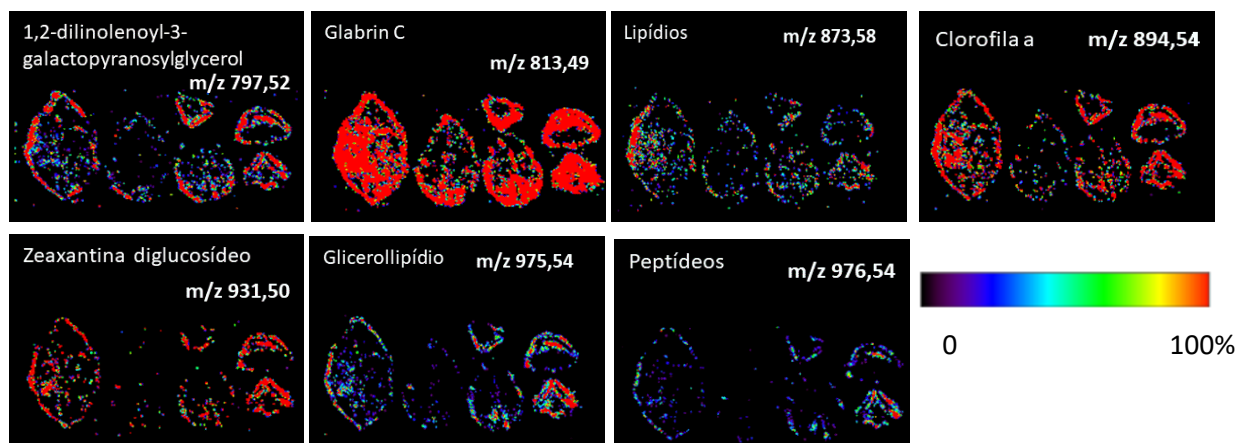 1,2-dilinolenoyl-3-
galactopyranosylglycerol
m/z 797,52
Glabrin C
m/z 813,49
Lipídios
m/z 873,58
Clorofila a
m/z 894,54
Zeaxantina diglucosídeo
m/z 931,50
Glicerollipídio
m/z 975,54
Peptídeos
m/z 976,54
0
100%